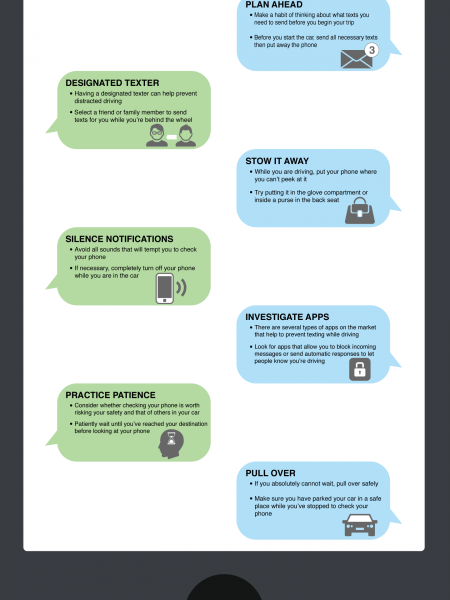 PLAN AHEAD
• Make a habit of thinking about what texts you
need to send before you begin your trip
• Before you start the car, send all necessary texts
then put away the phone
3
DESIGNATED TEXTER
• Having a designated texter can help prevent
distracted driving
• Select a friend or family member to send
texts for you while you're behind the wheel
STOW IT AWAY
• While you are driving, put your phone where
you can't peek at it
• Try putting it in the glove compartment or
inside a purse in the back seat
SILENCE NOTIFICATIONS
• Avoid all sounds that will tempt you to check
your phone
• If necessary, completely turn off your phone
while you are in the car
INVESTIGATE APPS
• There are several types of apps on the market
that help to prevent texting while driving
• Look for apps that allow you to block incoming
messages or send automatic responses to let
people know you're driving
PRACTICE PATIENCE
• Consider whether checking your phone is worth
risking your safety and that of others in your car
• Patiently wait until you've reached your destination
before looking at your phone
PULL OVER
• If you absolutely cannot wait, pull over safely
• Make sure you have parked your car in a safe
place while you've stopped to check your
phone